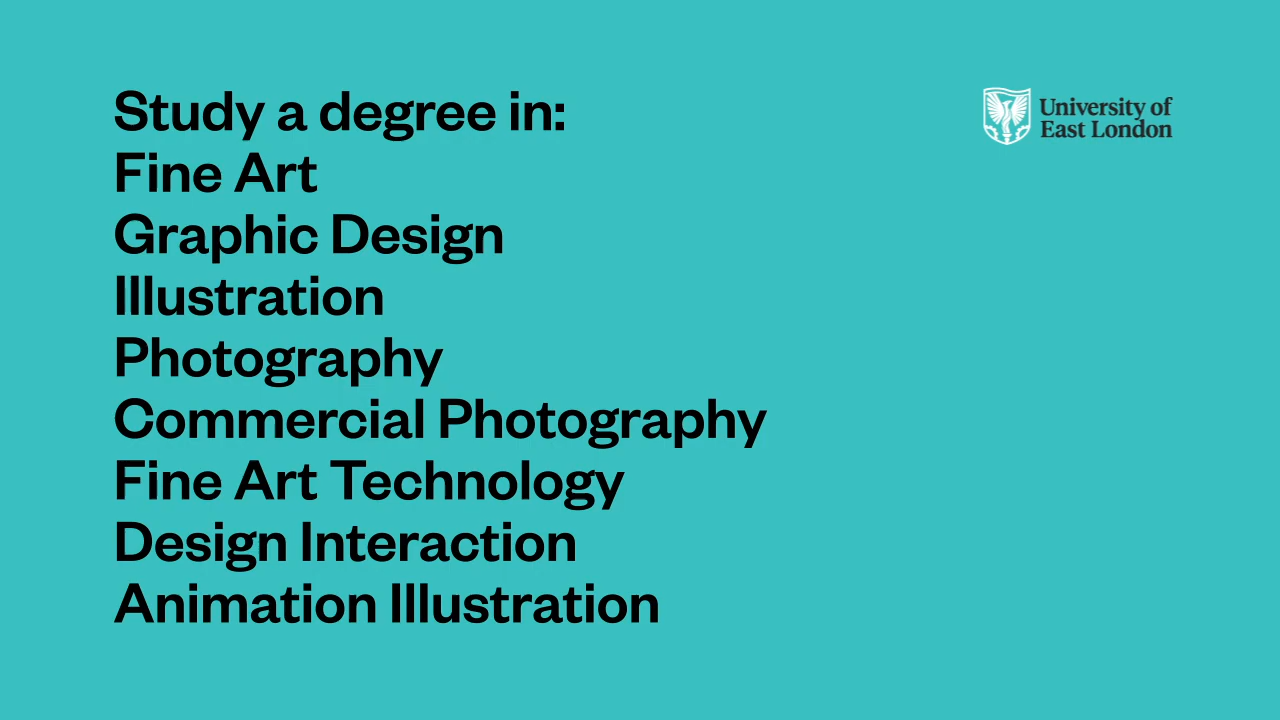 Study a degree in:
Fine Art
Graphic Design
Illustration
Photography
Commercial Photography
Fine Art Technology
Design Interaction
Animation Illustration
University of
East London